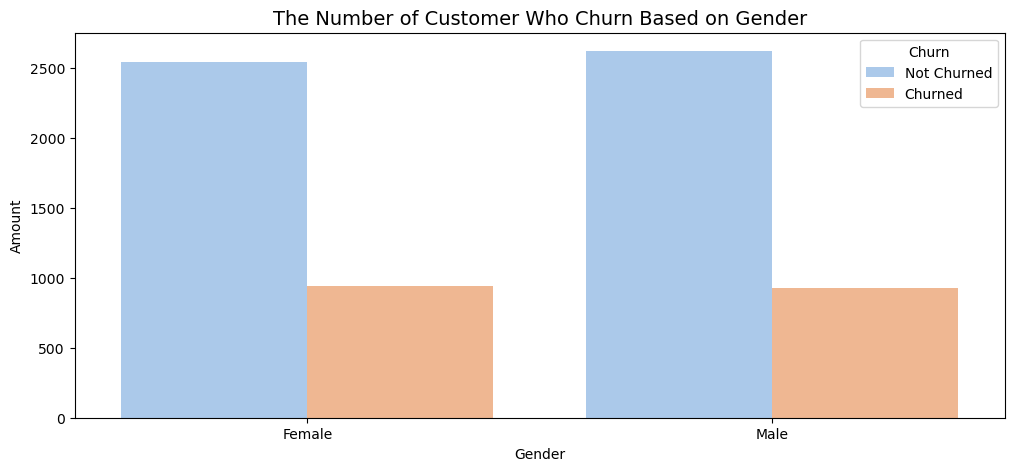 The Number of Customer Who Churn Based on Gender
Churn
Not Churned
Churned
2500
2000
1500
1000
500
0
Amount
Female
Male
Gender